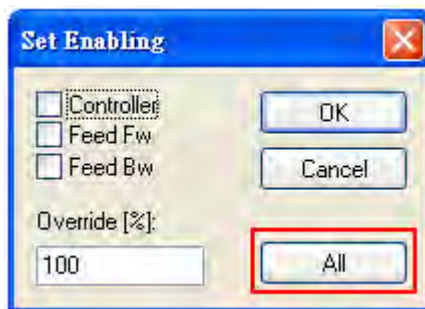 Set Enabling
Controller
Feed Fw
Feed Bw
OK
Cancel
Override [%]:
100
All